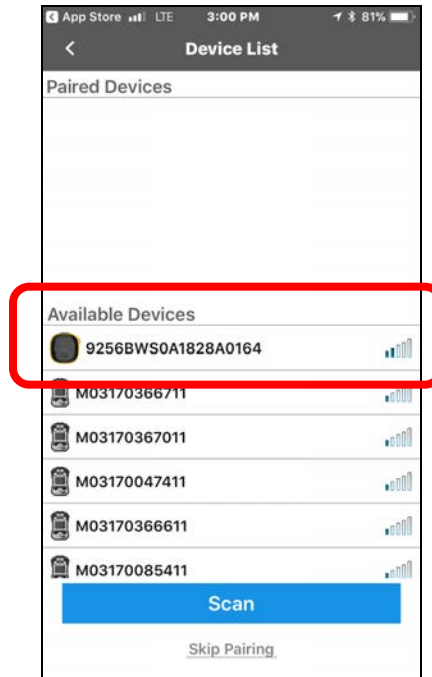 App Store LTE 3:00 PM 81%
Device List
Paired Devices
Available Devices
9256BWS0A1828A0164
M03170366711
M03170367011
M03170047411
M03170366611
M03170085411
Scan
Skip Pairing